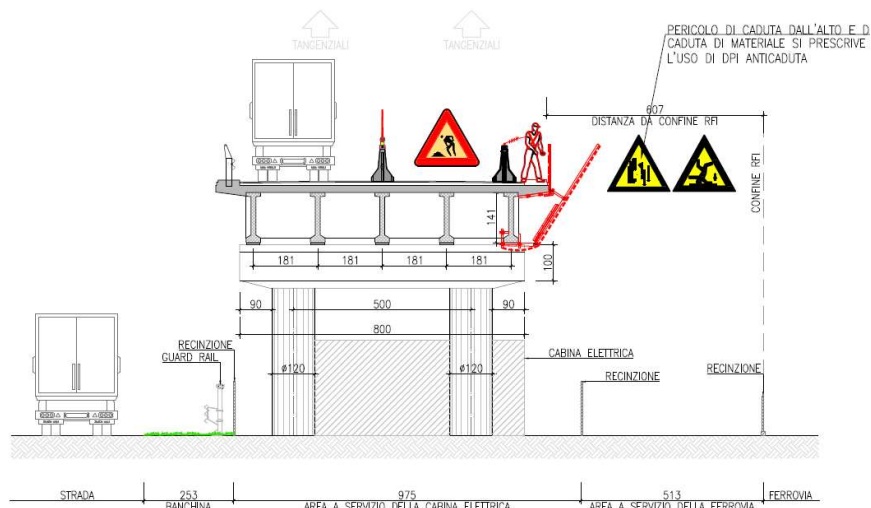 TANGENZIALI
TANGENZIALI
PERICOLO DI CADUTA DALL'ALTO E D
CADUTA DI MATERIALE SI PRESCRIVE
L'USO DI DPI ANTICADUTA
607
DISTANZA DA CONFINE RFI
CONFINE RFI
141
181
181
181
181
100
90
500
90
800
RECINZIONE
GUARD RAIL
ø120
ø120
CABINA ELETTRICA
RECINZIONE
RECINZIONE
STRADA
253
BANCHINA
975
AREA A SERVIZIO DELLA CABINA ELETTRICA
513
AREA A SERVIZIO DELLA FERROVIA
FERROVIA